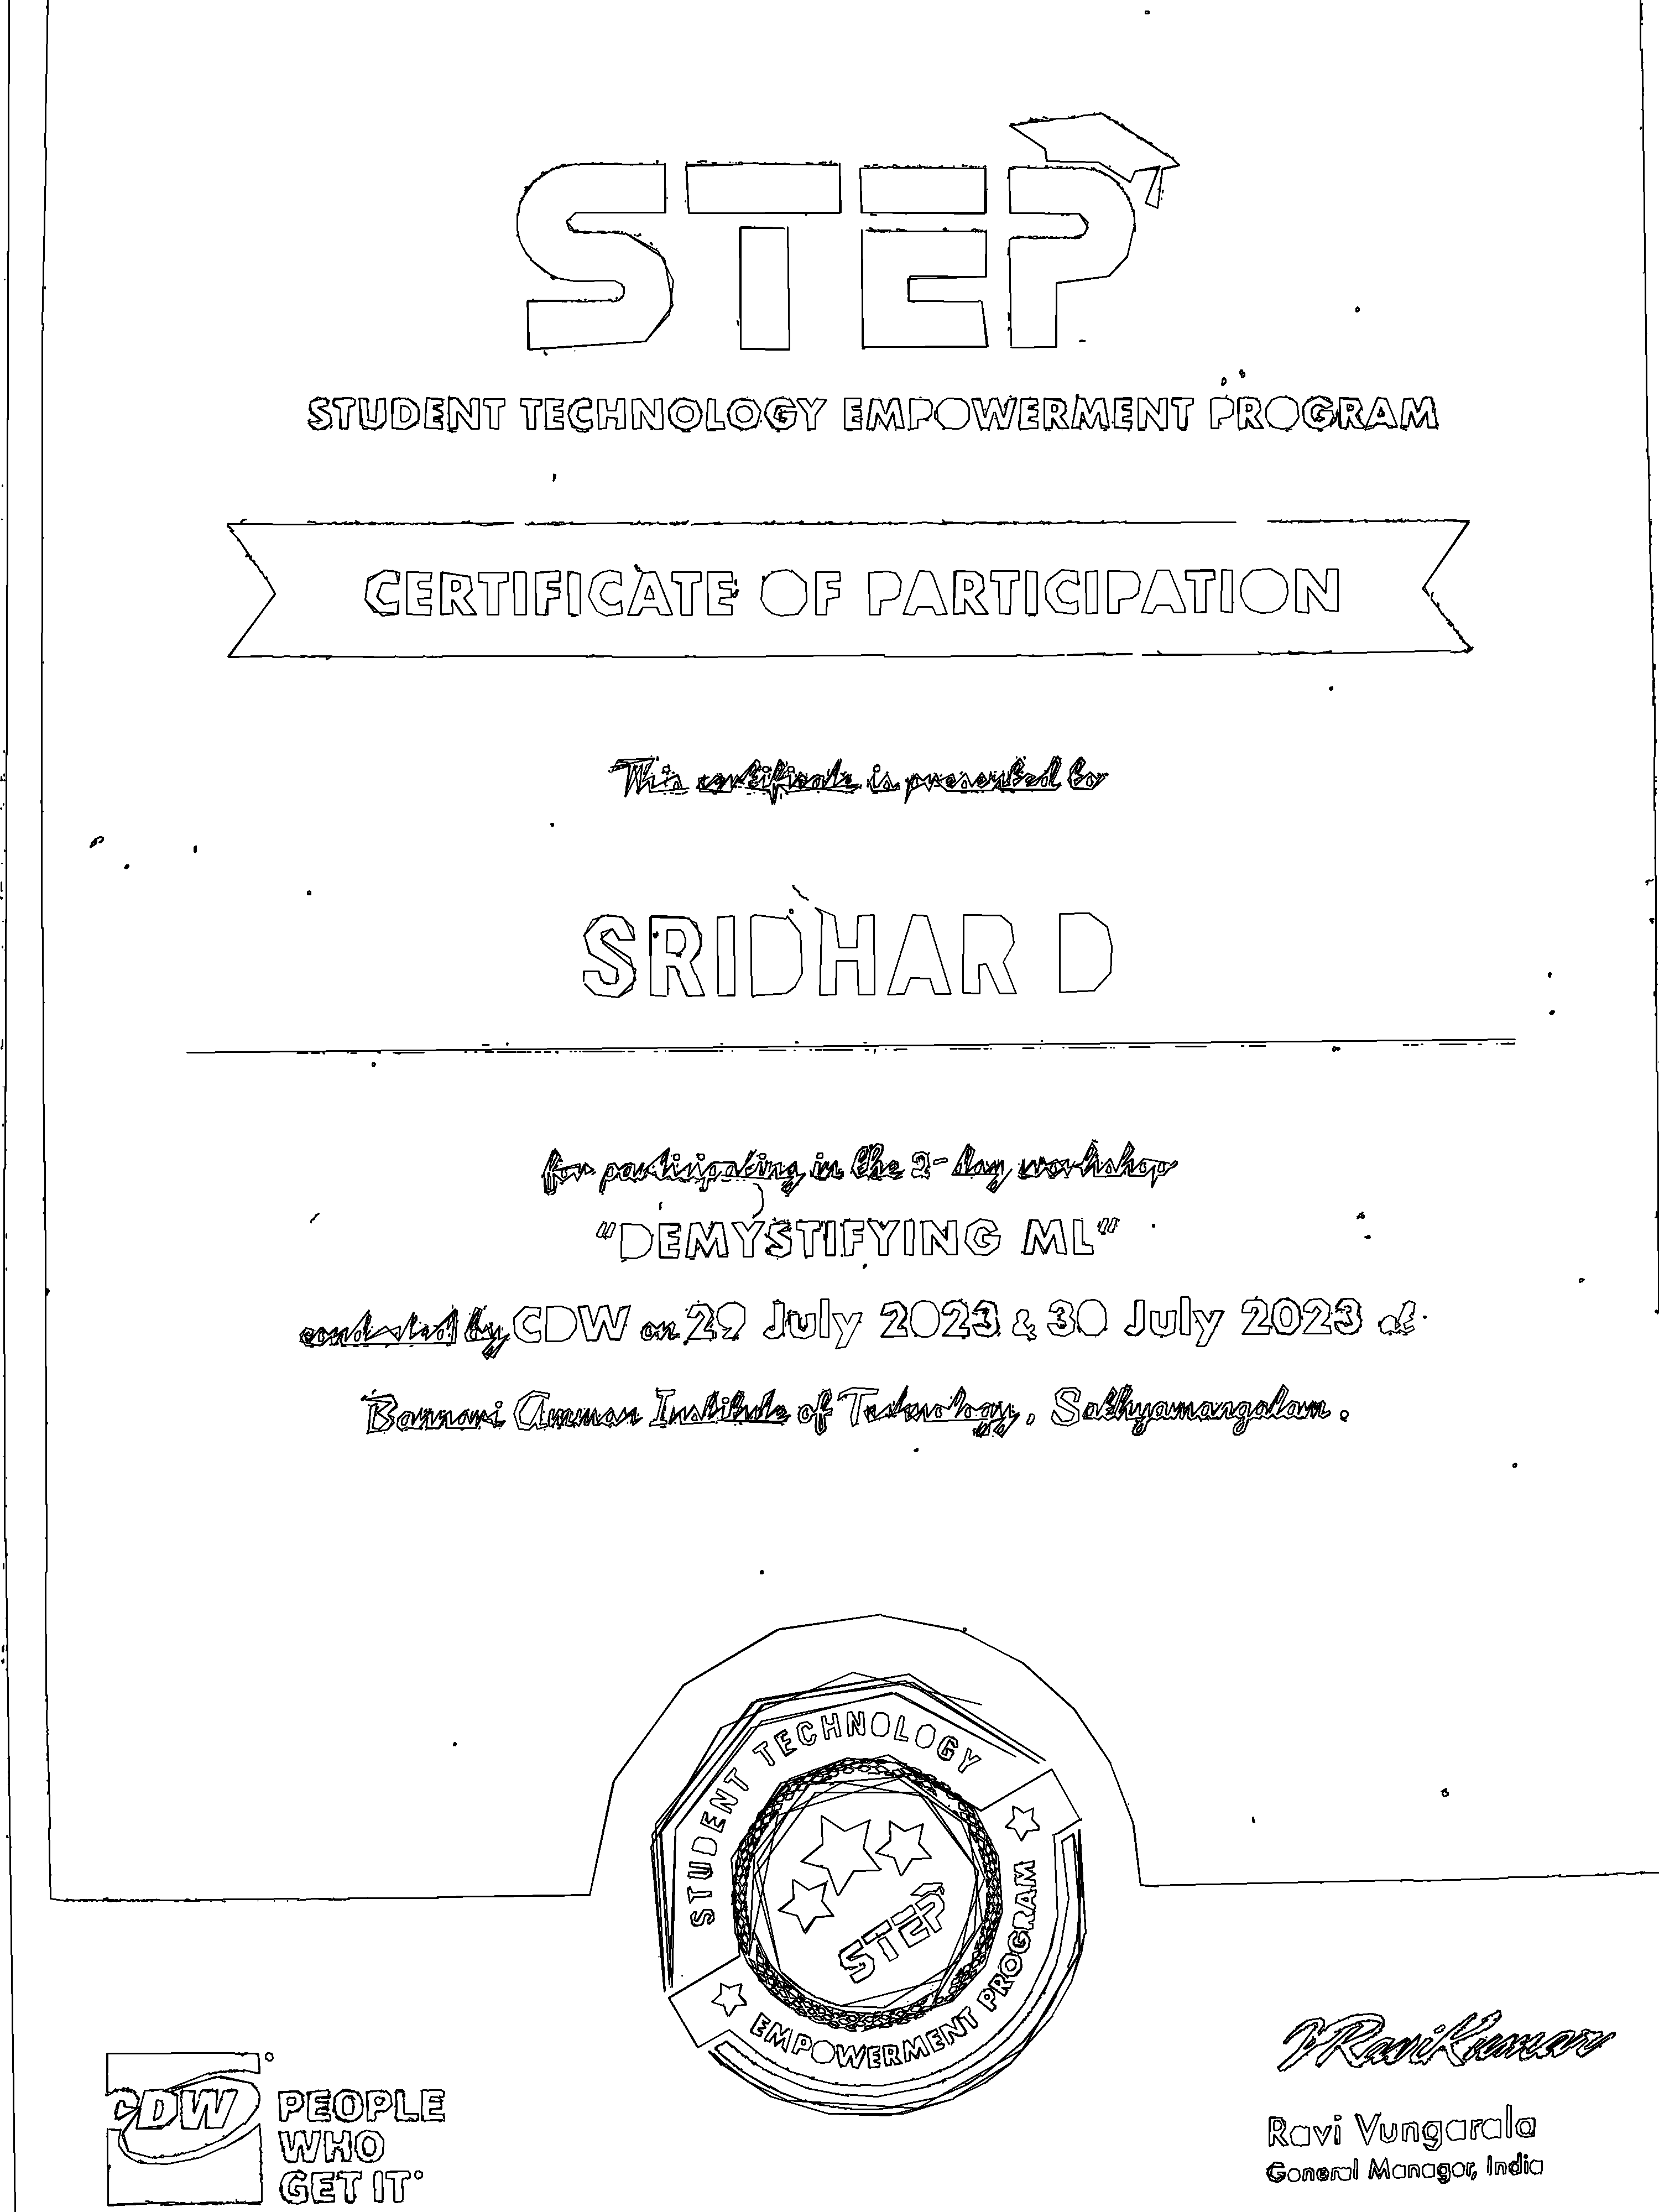 STEP
STUDENT TECHNOLOGY EMPOWERMENT PROGRAM
CERTIFICATE OF PARTICIPATION
This certificate is presented to
SRIDHAR D
for participating in the 2-day workshop
"DEMYSTIFYING ML"
conducted by CDW on 29 July 2023 & 30 July 2023 at
Bannari Amman Institute of Technology, Sathyamangalam.
STUDENT TECHNOLOGY
STEP
EMPOWERMENT PROGRAM
VRaviKumar
CDW PEOPLE
WHO
GET IT
Ravi Vungarala
General Manager, India